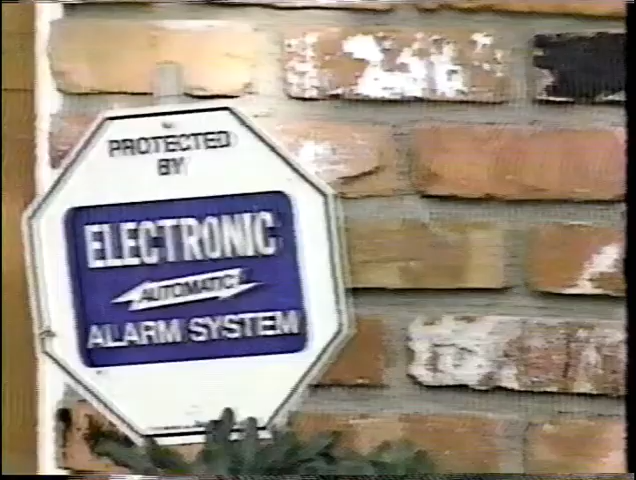 PROTECTED
BY
ELECTRONIC
AUTOMATIC
ALARM SYSTEM